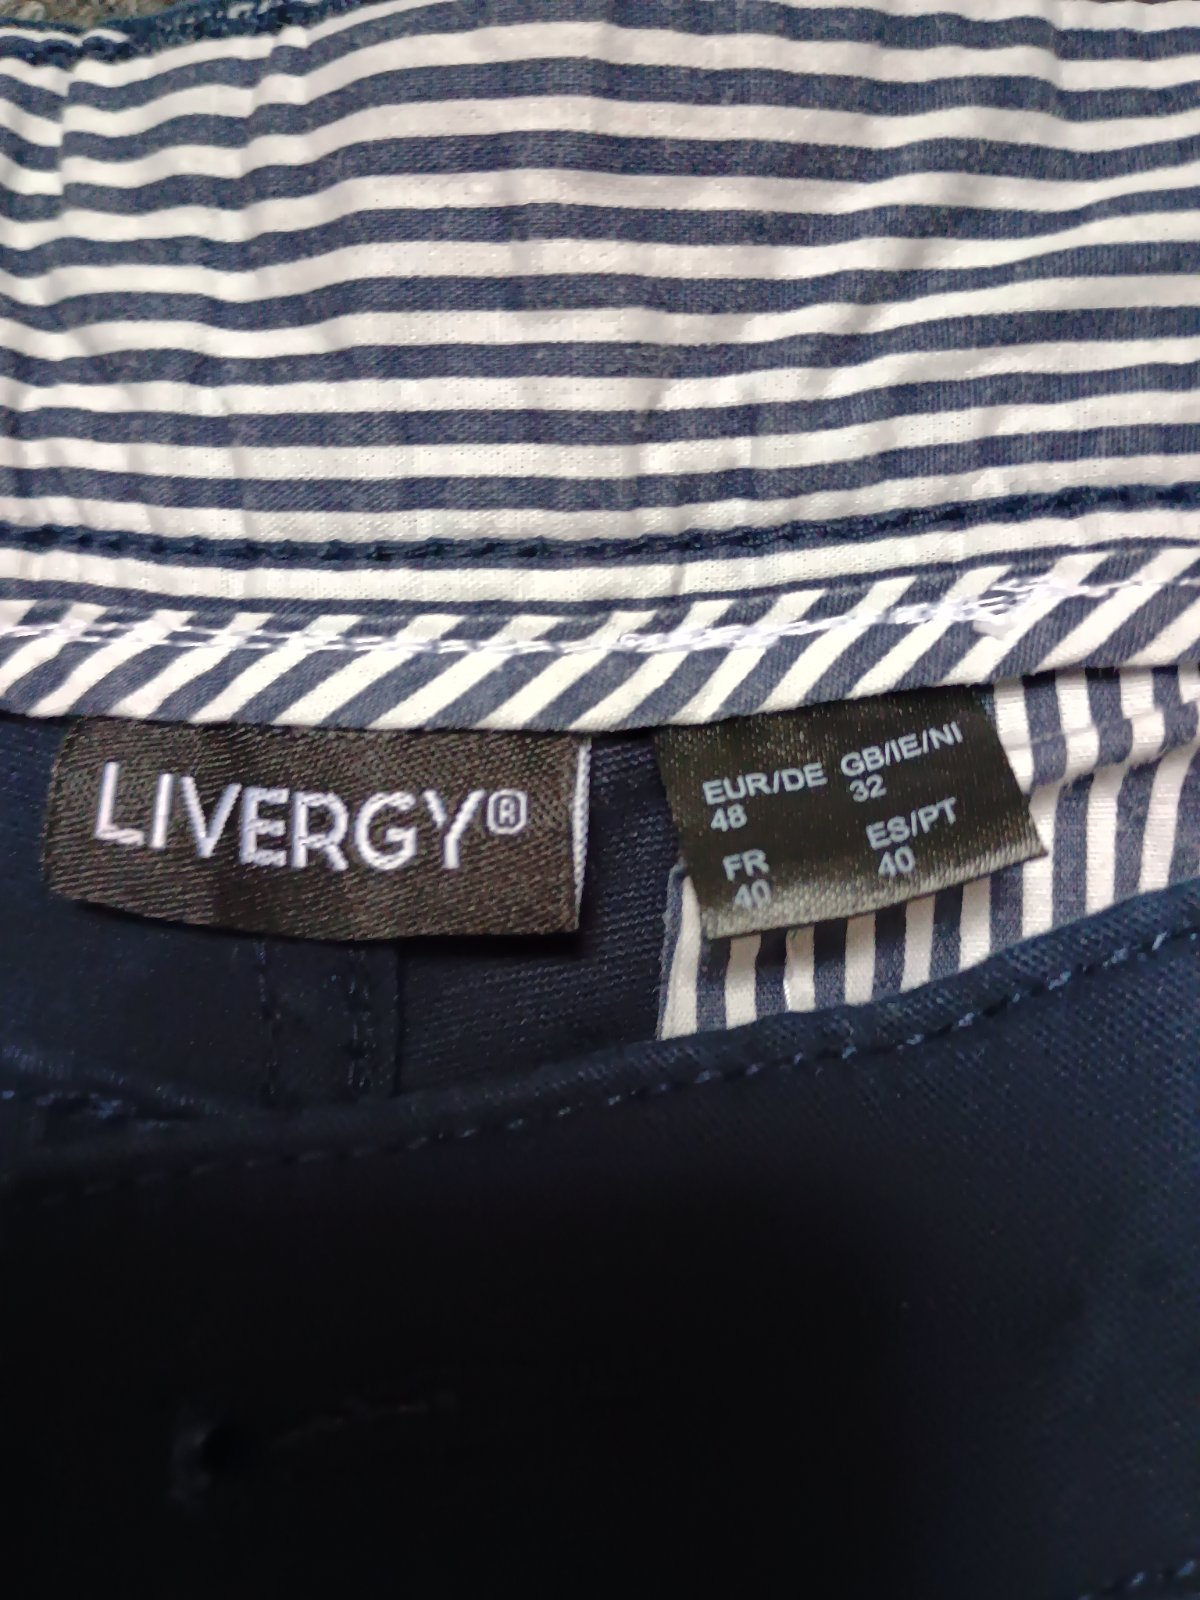 LIVERGY®
EUR/DE GB/IE/NI
48 32
FR ES/PT
40 40